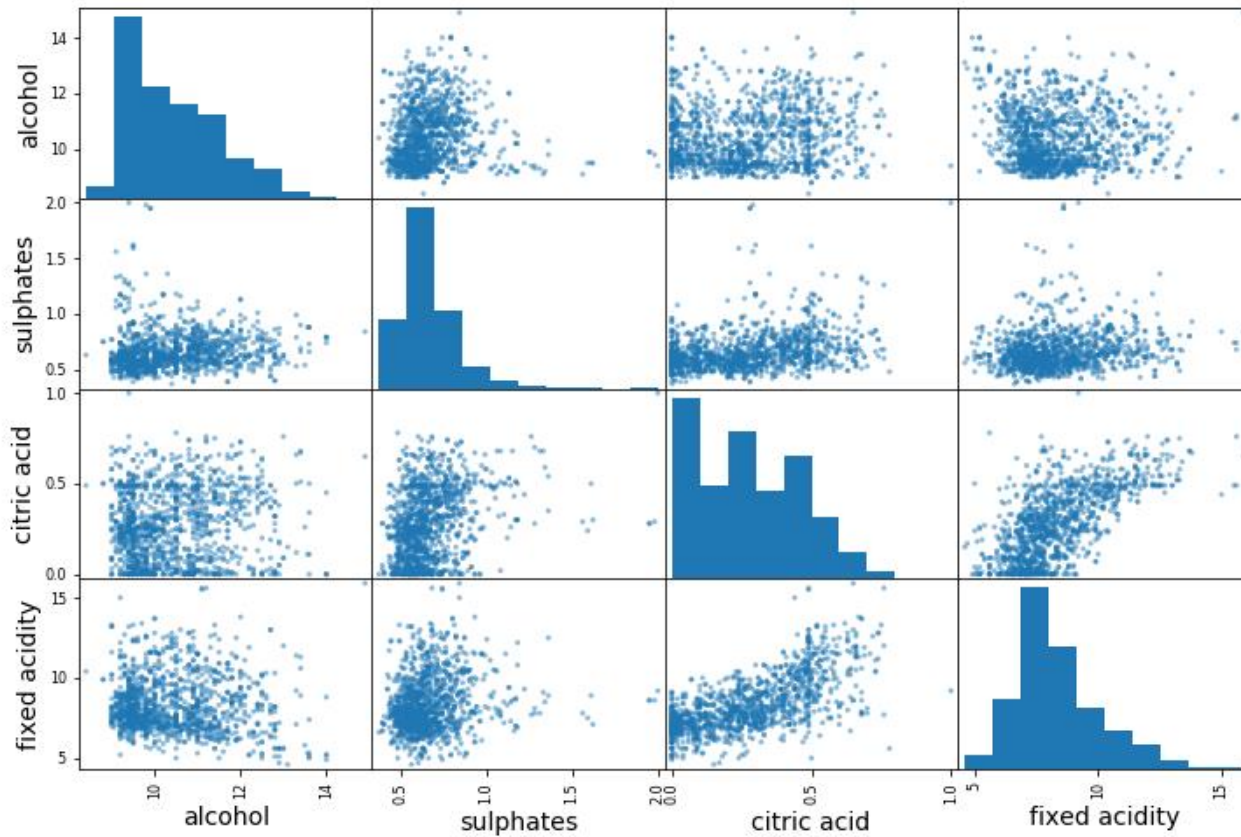 alcohol
14
12
10
sulphates
2.0
1.5
1.0
0.5
citric acid
1.0
0.5
0.0
fixed acidity
15
10
5
10 12 14 0.5 1.0 1.5 2.0 0.0 0.5 1.0 5 10 15
alcohol sulphates citric acid fixed acidity